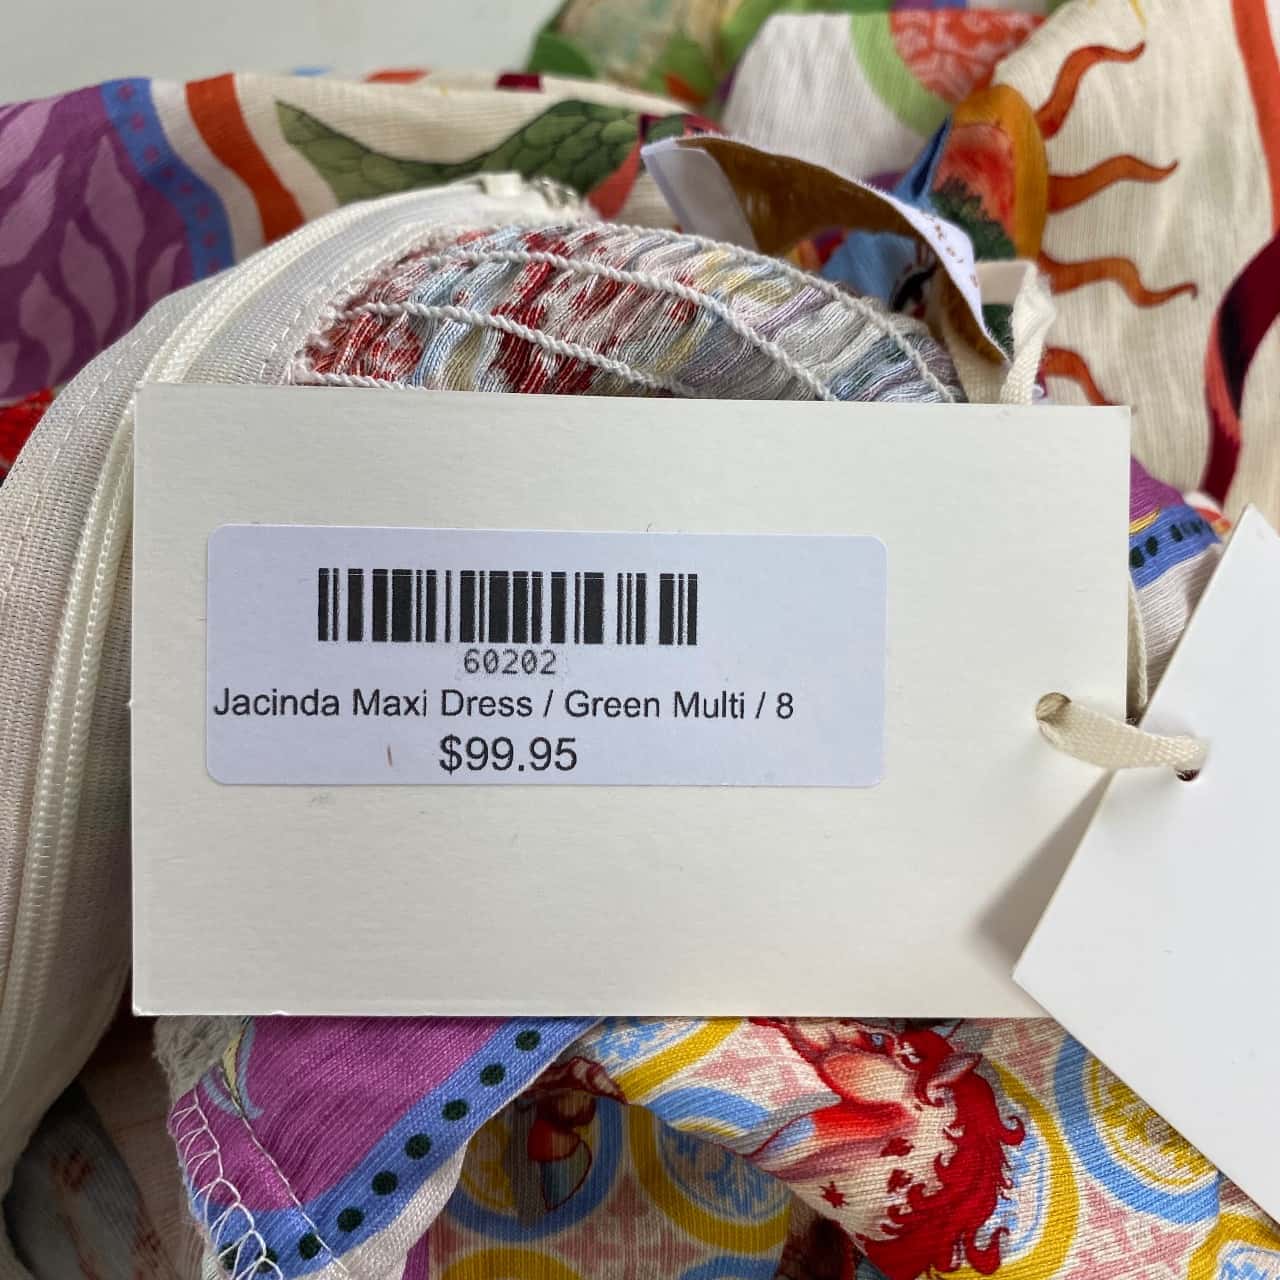 60202
Jacinda Maxi Dress / Green Multi / 8
$99.95